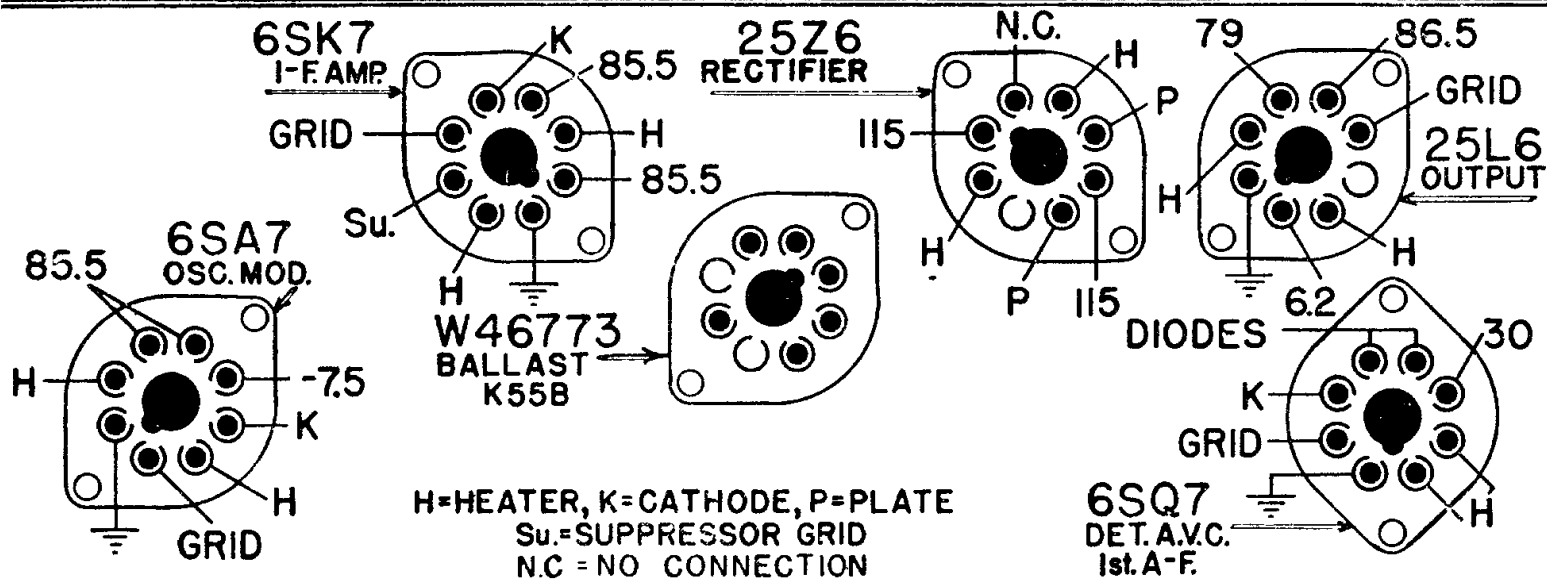 6SK7
I-F. AMP.
K
85.5
GRID
H
85.5
Su.
H
25Z6
RECTIFIER
N.C.
H
P
115
H
P
115
79
86.5
GRID
25L6
OUTPUT
H
H
6.2
6SA7
OSC. MOD.
85.5
H
-7.5
K
H
GRID
W46773
BALLAST
K55B
DIODES
30
K
GRID
H
6SQ7
DET. A.V.C.
1st. A-F.
H=HEATER, K=CATHODE, P=PLATE
Su.=SUPPRESSOR GRID
N.C = NO CONNECTION